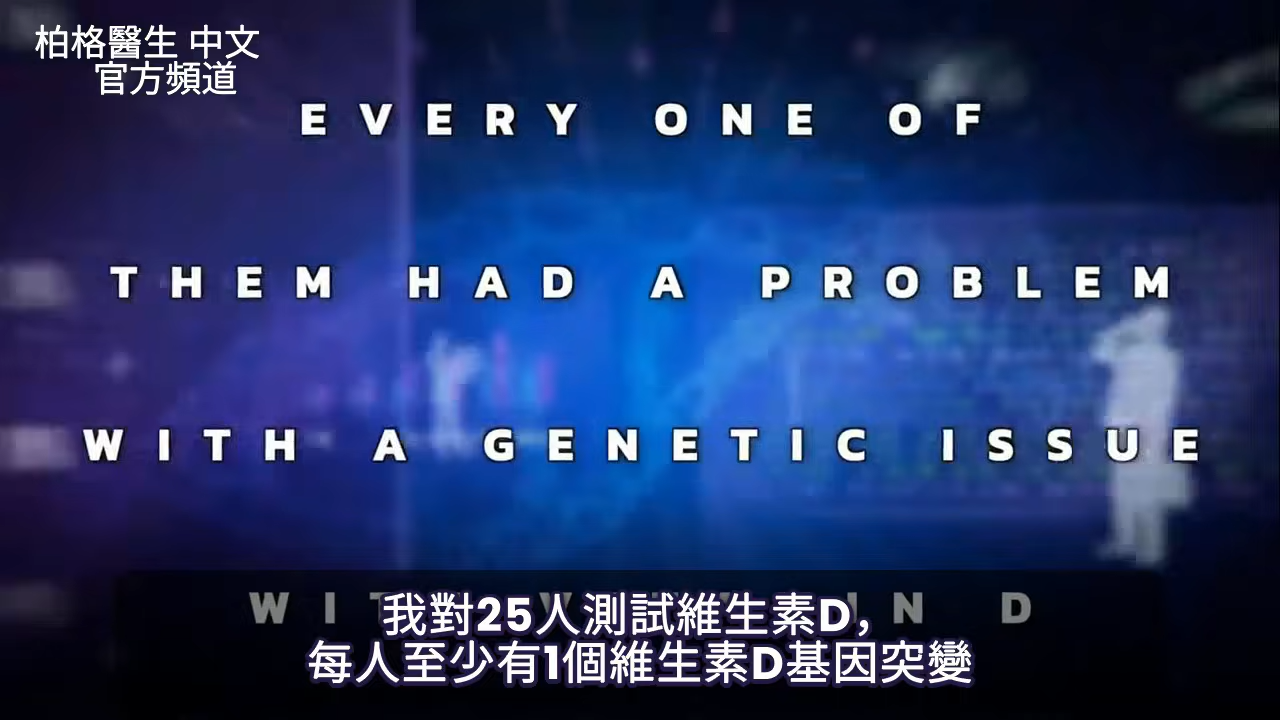 柏格醫生 中文
官方頻道
EVERY ONE OF
THEM HAD A PROBLEM
WITH A GENETIC ISSUE
WITH VITAMIN D
我對25人測試維生素D，
每人至少有1個維生素D基因突變